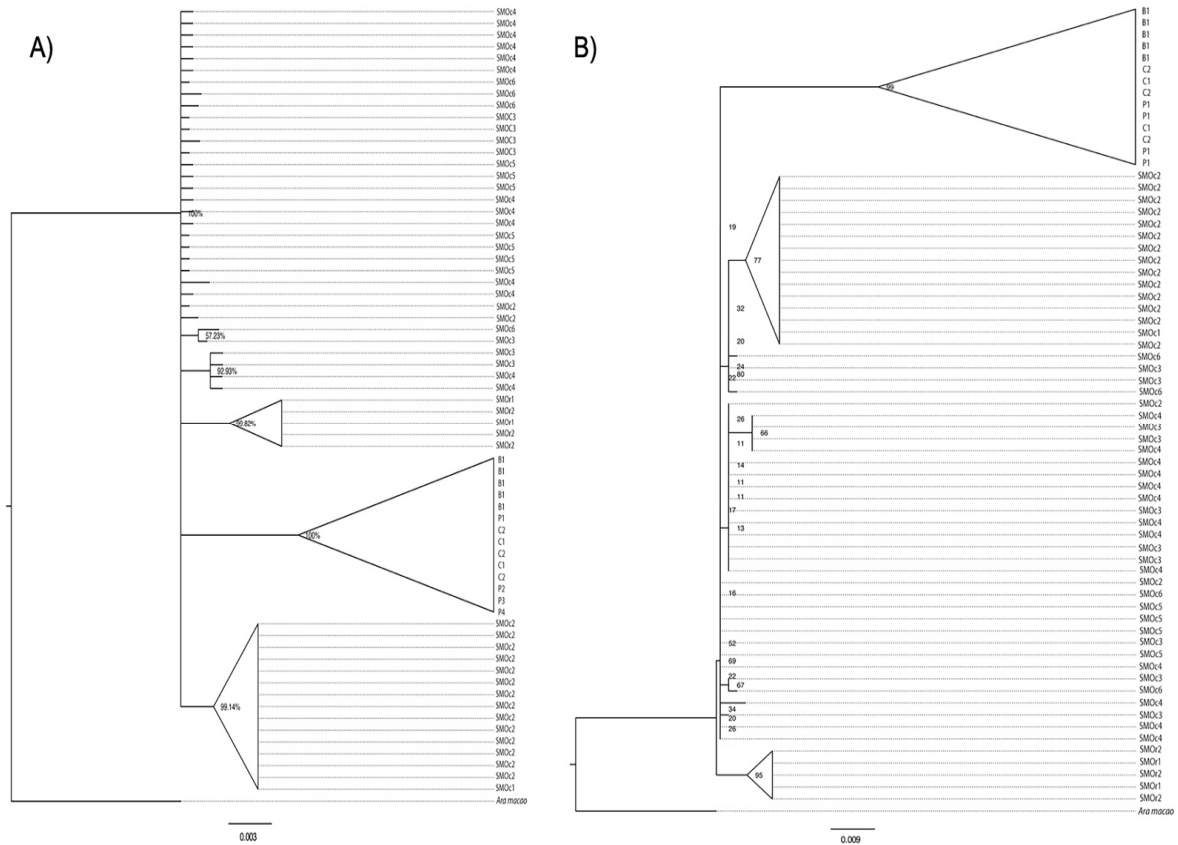 A)
SMOc4
SMOc4
SMOc4
SMOc4
SMOc4
SMOc4
SMOc6
SMOc6
SMOc6
SMOC3
SMOC3
SMOC3
SMOC3
SMOc5
SMOc5
SMOc5
SMOc4
100%
SMOc4
SMOc4
SMOc5
SMOc5
SMOc5
SMOc5
SMOc4
SMOc4
SMOc2
SMOc2
SMOc6
57.23%
SMOc3
SMOc3
SMOc3
92.93%
SMOc4
SMOc4
SMOr1
SMOr2
99.82%
SMOr1
SMOr2
SMOr2
B1
B1
B1
B1
B1
P1
C2
100%
C1
C2
C1
C2
P2
P3
P4
SMOc2
SMOc2
SMOc2
SMOc2
SMOc2
SMOc2
SMOc2
99.14%
SMOc2
SMOc2
SMOc2
SMOc2
SMOc2
SMOc2
SMOc2
SMOc1
Ara macao
0.003
B)
B1
B1
B1
B1
B1
C2
C1
99
C2
P1
P1
C1
C2
P1
P1
SMOc2
SMOc2
SMOc2
SMOc2
19
SMOc2
SMOc2
SMOc2
77
SMOc2
SMOc2
SMOc2
SMOc2
32
SMOc2
SMOc2
SMOc1
20
SMOc2
SMOc6
24
SMOc3
80
22
SMOc3
SMOc6
SMOc2
26
SMOc4
SMOc3
66
SMOc3
11
SMOc4
14
SMOc4
SMOc4
11
SMOc4
11
SMOc4
17
SMOc3
SMOc4
13
SMOc4
SMOc3
SMOc3
SMOc4
SMOc2
16
SMOc6
SMOc5
SMOc5
SMOc5
52
SMOc3
SMOc5
69
SMOc4
22
SMOc3
67
SMOc6
SMOc4
34
SMOc3
20
SMOc4
26
SMOc4
SMOr2
SMOr1
95
SMOr2
SMOr1
SMOr2
Ara macao
0.009